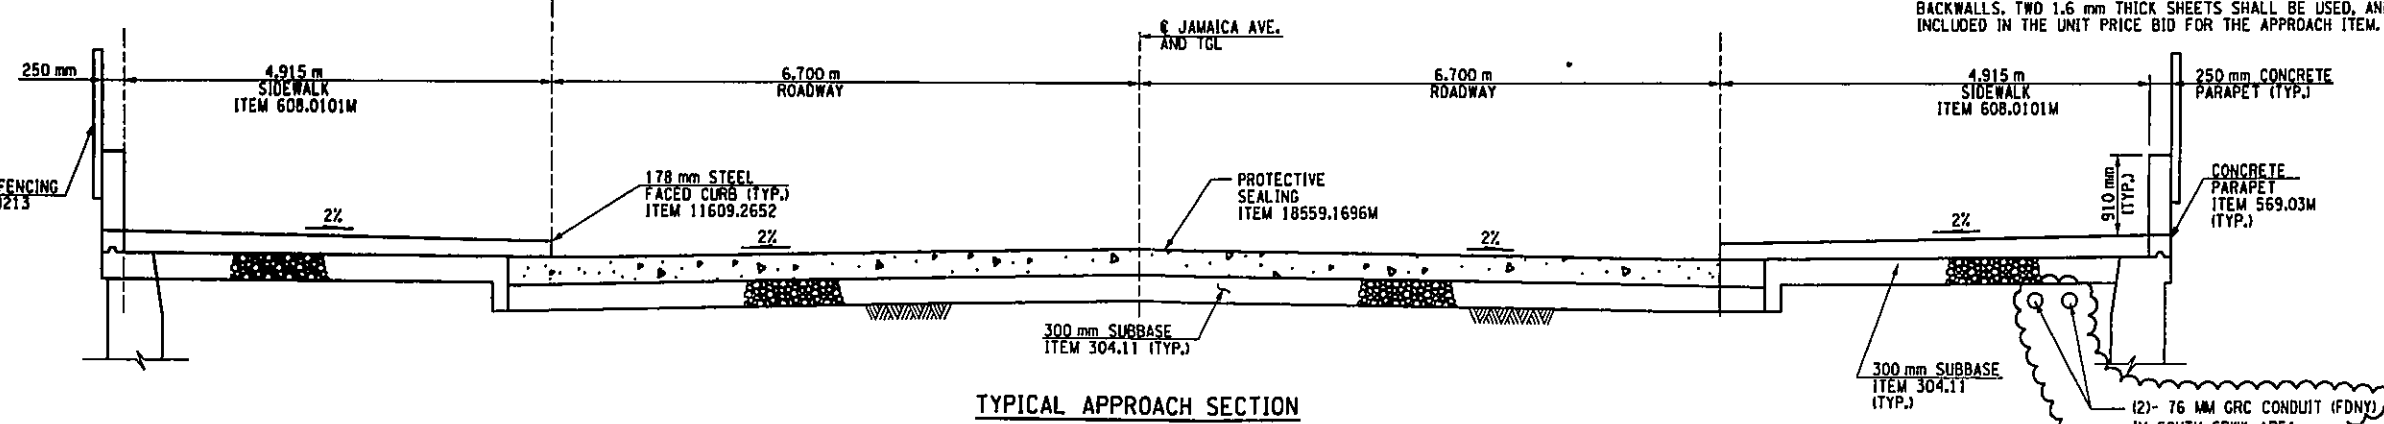 BACKWALLS. TWO 1.6 mm THICK SHEETS SHALL BE USED,
INCLUDED IN THE UNIT PRICE BID FOR THE APPROACH ITEM.
℄ JAMAICA AVE.
AND TGL
250 mm
4.915 m
SIDEWALK
ITEM 608.0101M
6.700 m
ROADWAY
6.700 m
ROADWAY
4.915 m
SIDEWALK
ITEM 608.0101M
250 mm CONCRETE
PARAPET (TYP.)
FENCING
0213
178 mm STEEL
FACED CURB (TYP.)
ITEM 11609.2652
PROTECTIVE
SEALING
ITEM 18559.1696M
910 mm
(TYP.)
CONCRETE
PARAPET
ITEM 569.03M
(TYP.)
2%
2%
2%
2%
300 mm SUBBASE
ITEM 304.11 (TYP.)
300 mm SUBBASE
ITEM 304.11
(TYP.)
TYPICAL APPROACH SECTION
(2)- 76 MM GRC CONDUIT (FDNY)